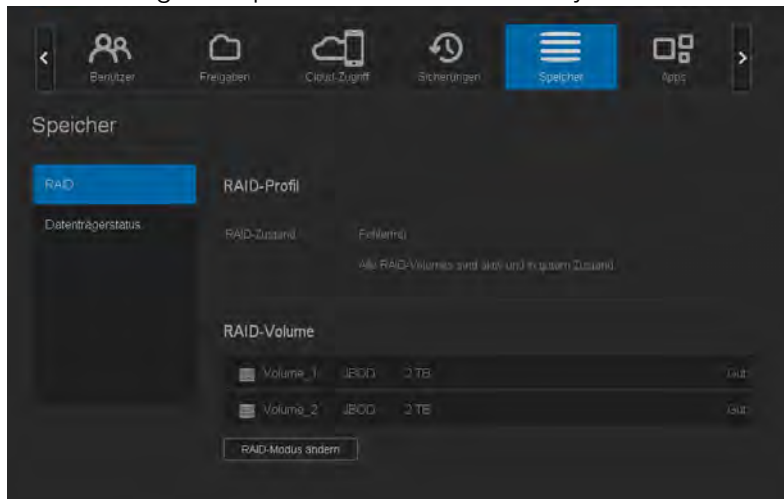 Benutzer
Freigaben
Cloud-Zugriff
Sicherungen
Speicher
Apps
Speicher
RAID
Datenträgerstatus
RAID-Profil
RAID-Zustand
Alle RAID-Volumes sind aktiv und in gutem Zustand.
RAID-Volume
Volume_1 JBOD 2 TB Gut
Volume_2 JBOD 2 TB Gut
RAID-Modus ändern